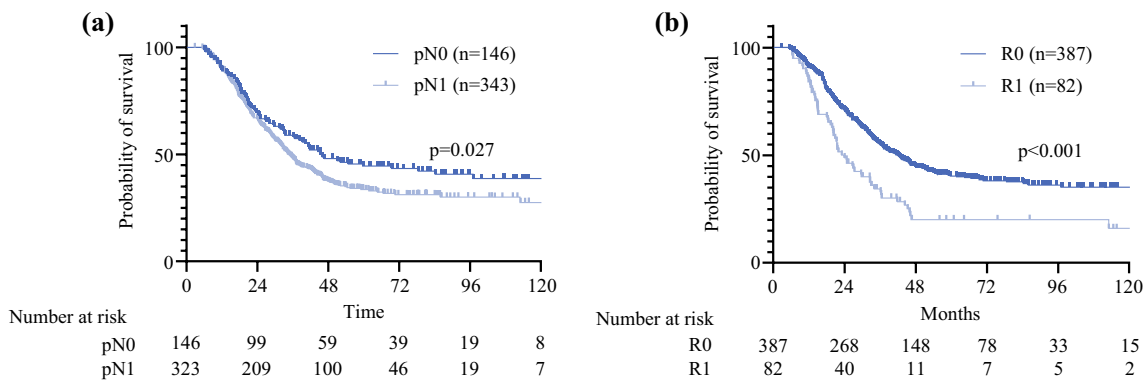 (a)
Probability of survival
100
50
0
pN0 (n=146)
pN1 (n=343)
p=0.027
0 24 48 72 96 120
Time
Number at risk
pN0 146 99 59 39 19 8
pN1 323 209 100 46 19 7
(b)
Probability of survival
100
50
0
R0 (n=387)
R1 (n=82)
p<0.001
0 24 48 72 96 120
Months
Number at risk
R0 387 268 148 78 33 15
R1 82 40 11 7 5 2